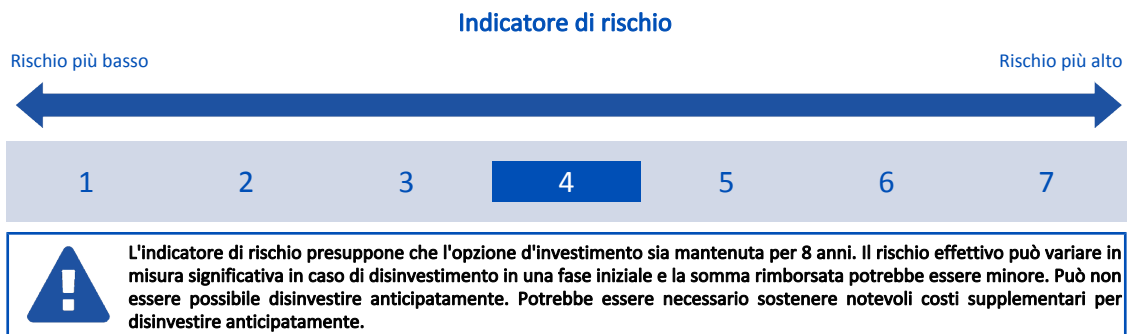 Indicatore di rischio
Rischio più basso Rischio più alto
1 2 3 4 5 6 7
L'indicatore di rischio presuppone che l'opzione d'investimento sia mantenuta per 8 anni. Il rischio effettivo può variare in
misura significativa in caso di disinvestimento in una fase iniziale e la somma rimborsata potrebbe essere minore. Può non
essere possibile disinvestire anticipatamente. Potrebbe essere necessario sostenere notevoli costi supplementari per
disinvestire anticipatamente.